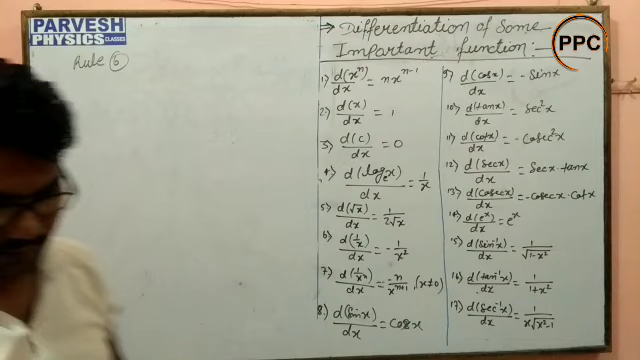 PARVESH
PHYSICS CLASSES
Rule 6
⇒ Differentiation of Some
Impartant function:-
PPC
1) d(xⁿ)/dx = nxⁿ⁻¹
2) d(x)/dx = 1
3) d(c)/dx = 0
4) d(logₑx)/dx = 1/x
5) d(√x)/dx = 1/2√x
6) d(1/x)/dx = -1/x²
7) d(1/xⁿ)/dx = -n/xⁿ⁺¹, (x≠0)
8) d(sinx)/dx = cosx
9) d(cosx)/dx = -sinx
10) d(tanx)/dx = sec²x
11) d(cotx)/dx = -cosec²x
12) d(secx)/dx = secx·tanx
13) d(cosecx)/dx = -cosecx·cotx
14) d(eˣ)/dx = eˣ
15) d(sin⁻¹x)/dx = 1/√1-x²
16) d(tan⁻¹x)/dx = 1/1+x²
17) d(sec⁻¹x)/dx = 1/x√x²-1